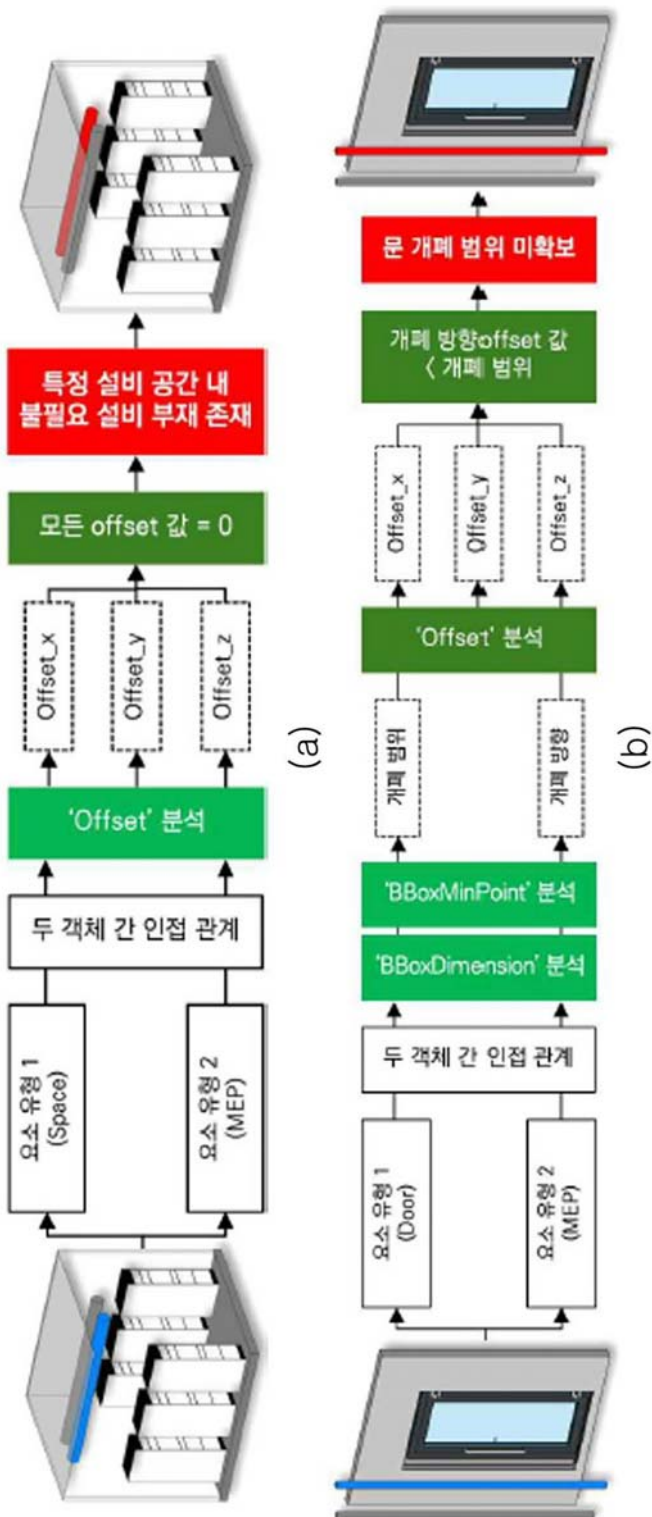 요소 유형 1
(Space)
요소 유형 2
(MEP)
두 객체 간 인접 관계
'Offset' 분석
Offset_x
Offset_y
Offset_z
모든 offset 값 = 0
특정 설비 공간 내
불필요 설비 부재 존재
(a)
요소 유형 1
(Door)
요소 유형 2
(MEP)
두 객체 간 인접 관계
'BBoxDimension' 분석
'BBoxMinPoint' 분석
개폐 범위
개폐 방향
'Offset' 분석
Offset_x
Offset_y
Offset_z
개폐 방향offset 값
< 개폐 범위
문 개폐 범위 미확보
(b)